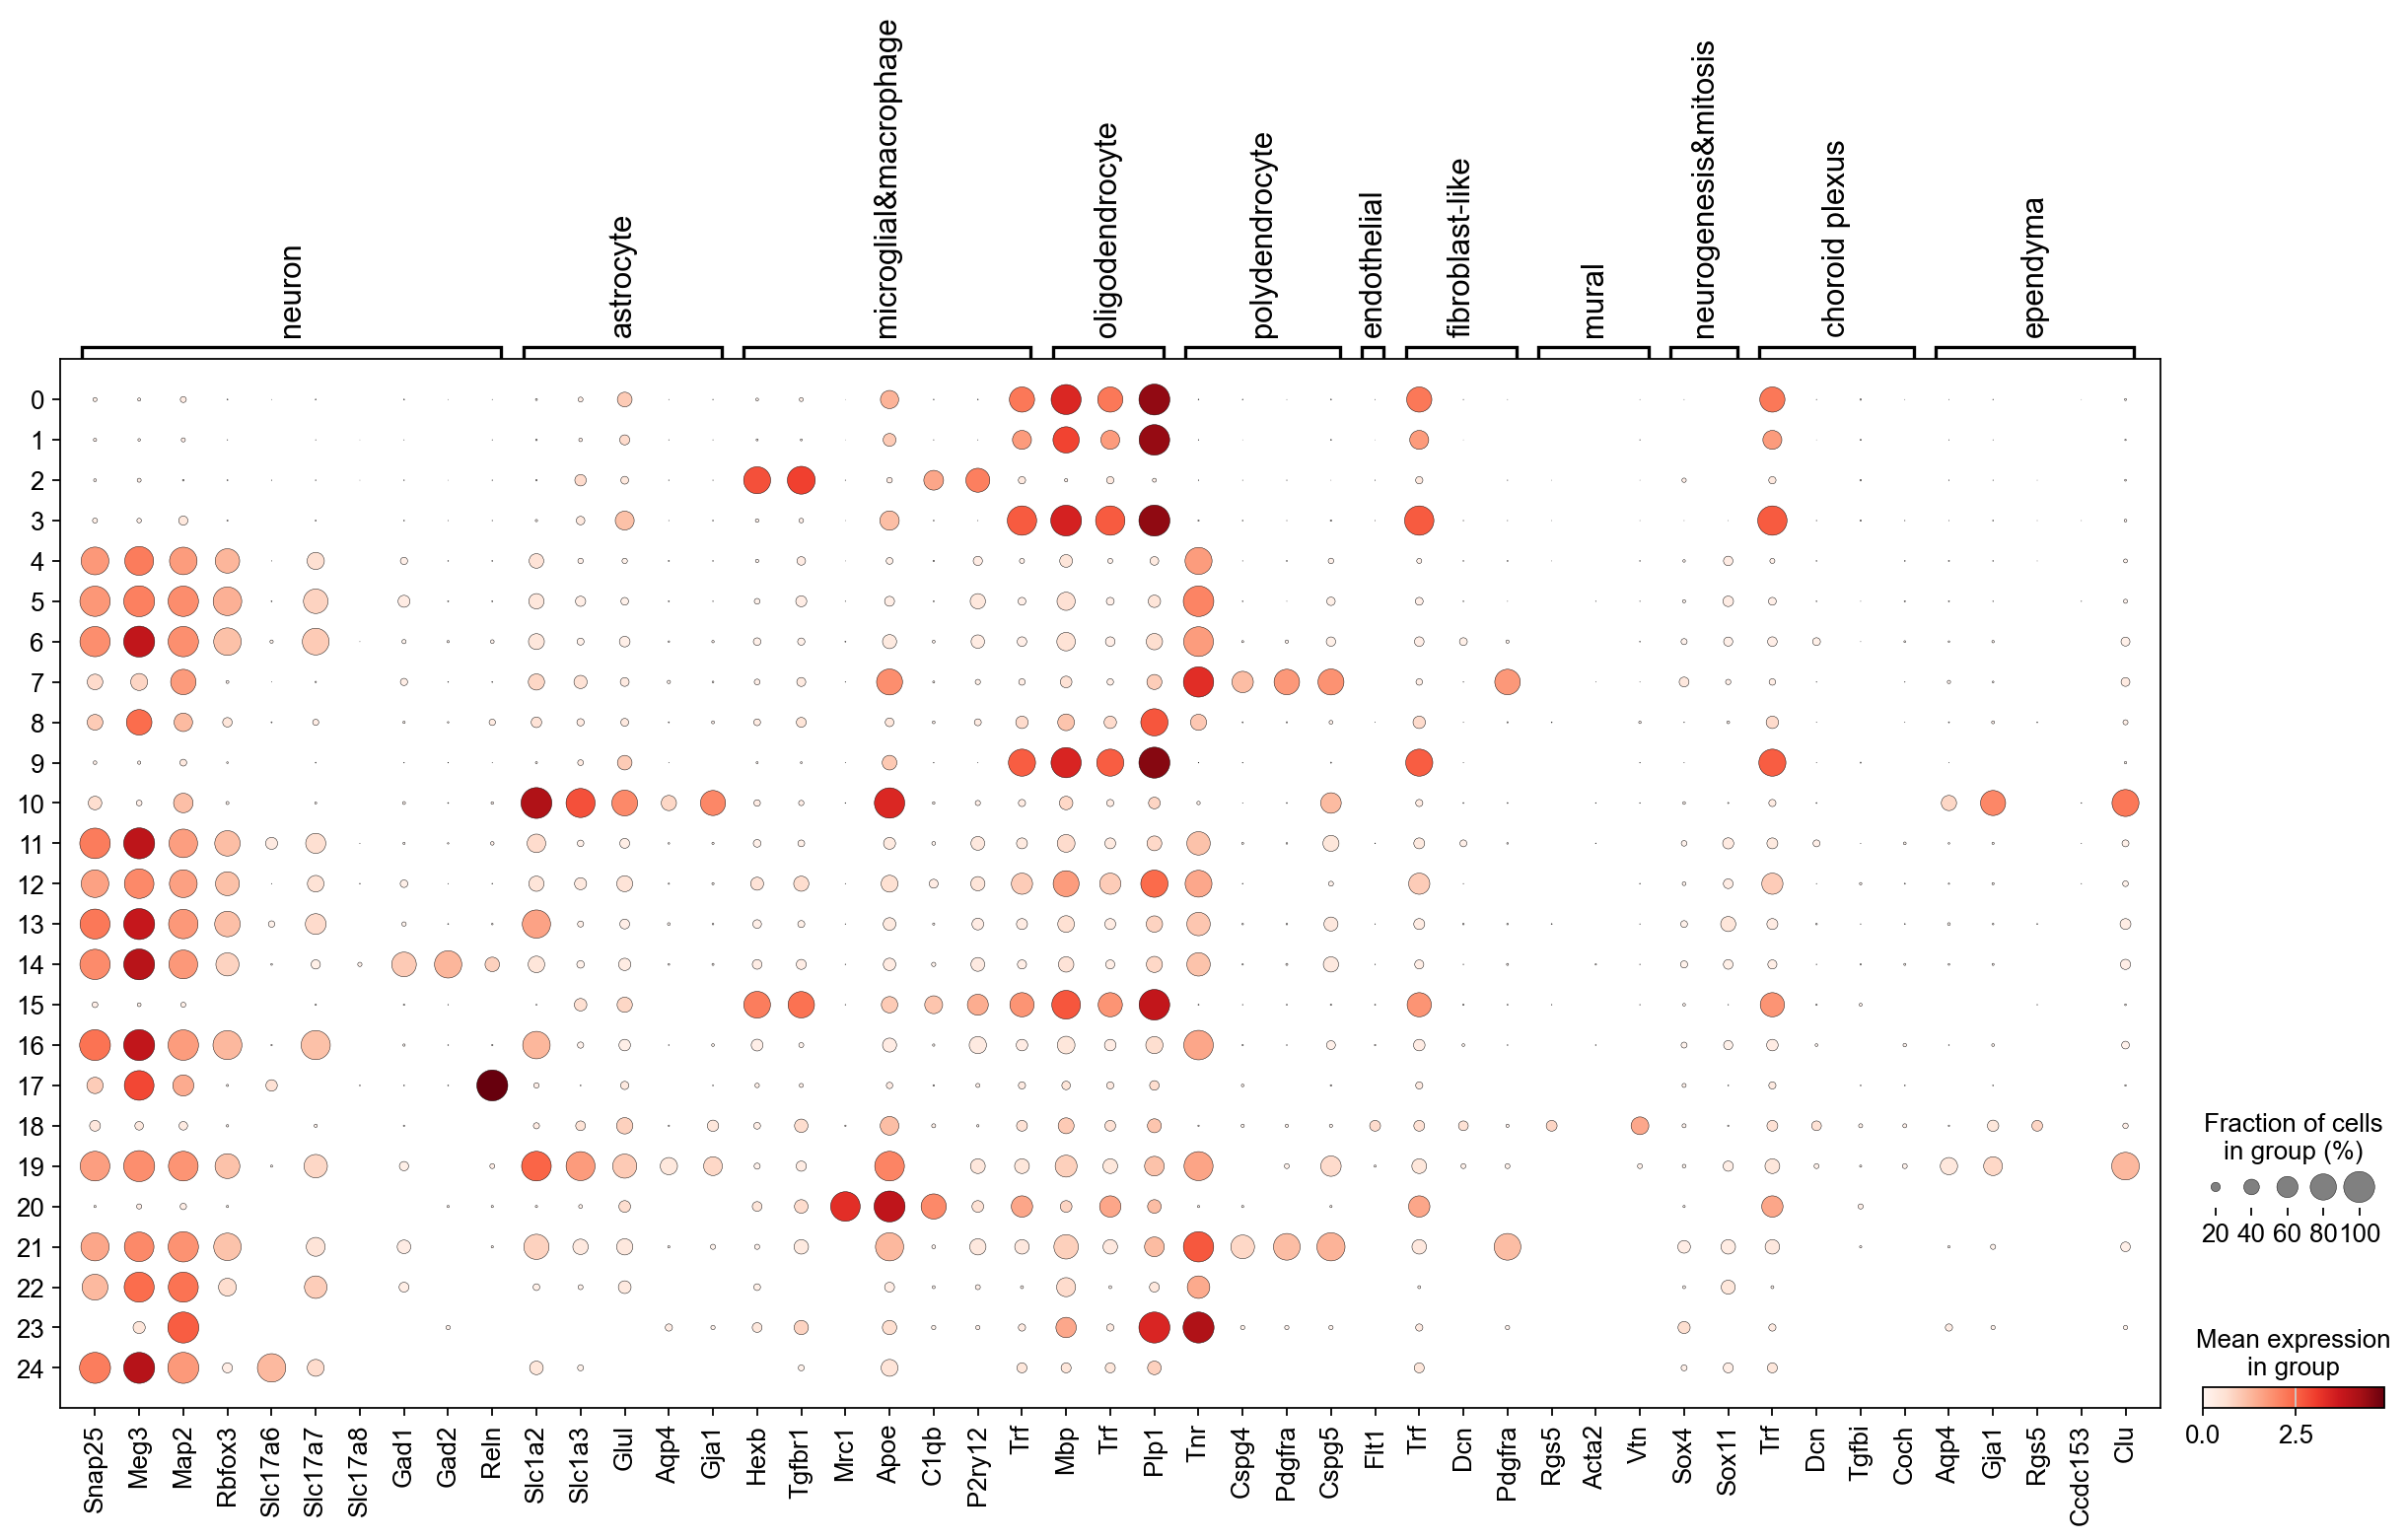 neuron
astrocyte
microglial&macrophage
oligodendrocyte
polydendrocyte
endothelial
fibroblast-like
mural
neurogenesis&mitosis
choroid plexus
ependyma
0
1
2
3
4
5
6
7
8
9
10
11
12
13
14
15
16
17
18
19
20
21
22
23
24
Snap25
Meg3
Map2
Rbfox3
Slc17a6
Slc17a7
Slc17a8
Gad1
Gad2
Reln
Slc1a2
Slc1a3
Glul
Aqp4
Gja1
Hexb
Tgfbr1
Mrc1
Apoe
C1qb
P2ry12
Trf
Mbp
Trf
Plp1
Tnr
Cspg4
Pdgfra
Cspg5
Flt1
Trf
Dcn
Pdgfra
Rgs5
Acta2
Vtn
Sox4
Sox11
Trf
Dcn
Tgfbi
Coch
Aqp4
Gja1
Rgs5
Ccdc153
Clu
Fraction of cells
in group (%)
20 40 60 80 100
Mean expression
in group
0.0 2.5